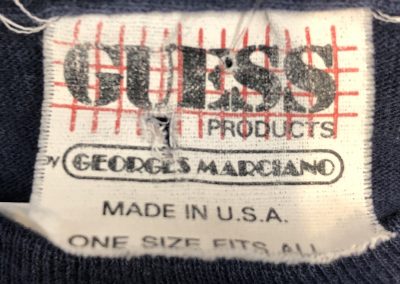 GUESS
PRODUCTS
BY GEORGES MARCIANO
MADE IN U.S.A.
ONE SIZE FITS ALL